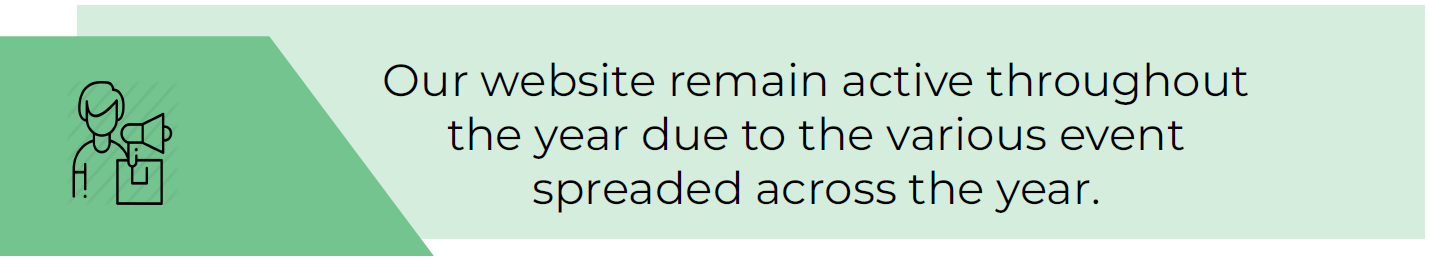 Our website remain active throughout
the year due to the various event
spreaded across the year.